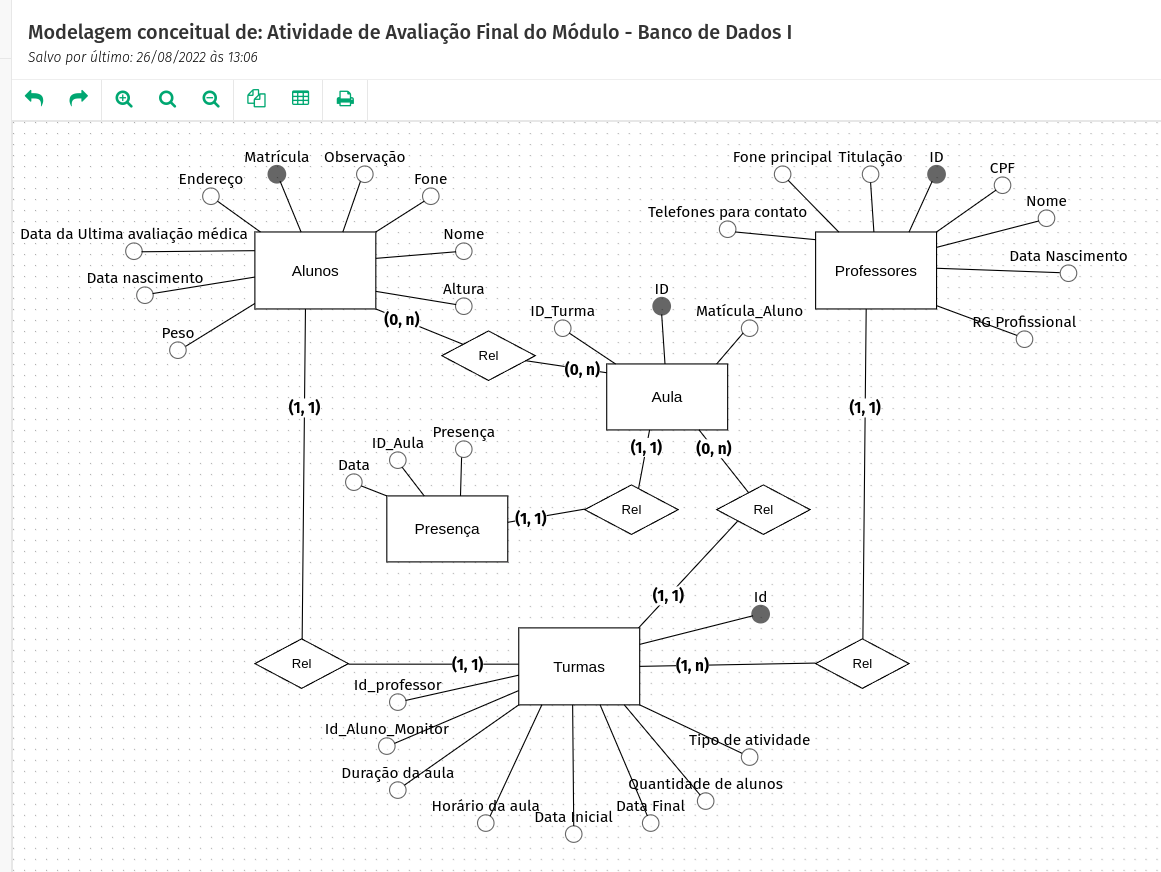 Modelagem conceitual de: Atividade de Avaliação Final do Módulo - Banco de Dados I
Salvo por último: 26/08/2022 às 13:06
Matrícula
Observação
Endereço
Fone
Data da Ultima avaliação médica
Nome
Data nascimento
Altura
Peso
Alunos
Fone principal
Titulação
ID
CPF
Telefones para contato
Nome
Data Nascimento
RG Profissional
Professores
(0, n)
Rel
(0, n)
ID_Turma
ID
Matícula_Aluno
Aula
(1, 1)
(1, 1)
(1, 1)
(0, n)
Data
ID_Aula
Presença
Presença
(1, 1)
Rel
Rel
(1, 1)
Id
Rel
(1, 1)
Turmas
(1, n)
Rel
Id_professor
Id_Aluno_Monitor
Duração da aula
Horário da aula
Data Inicial
Data Final
Quantidade de alunos
Tipo de atividade